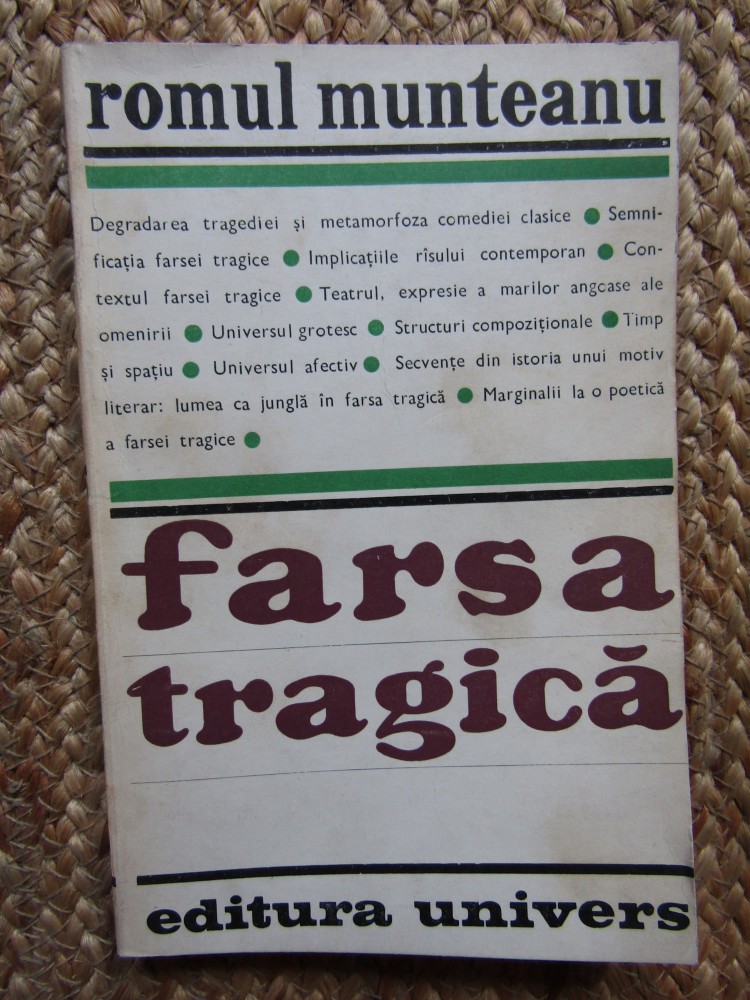 romul munteanu
Degradarea tragediei și metamorfoza comediei clasice ● Semni-
ficația farsei tragice ● Implicațiile rîsului contemporan ● Con-
textul farsei tragice ● Teatrul, expresie a marilor angoase ale
omenirii ● Universul grotesc ● Structuri compoziționale ● Timp
și spațiu ● Universul afectiv ● Secvențe din istoria unui motiv
literar: lumea ca junglă în farsa tragică ● Marginalii la o poetică
a farsei tragice ●
farsa
tragică
editura univers